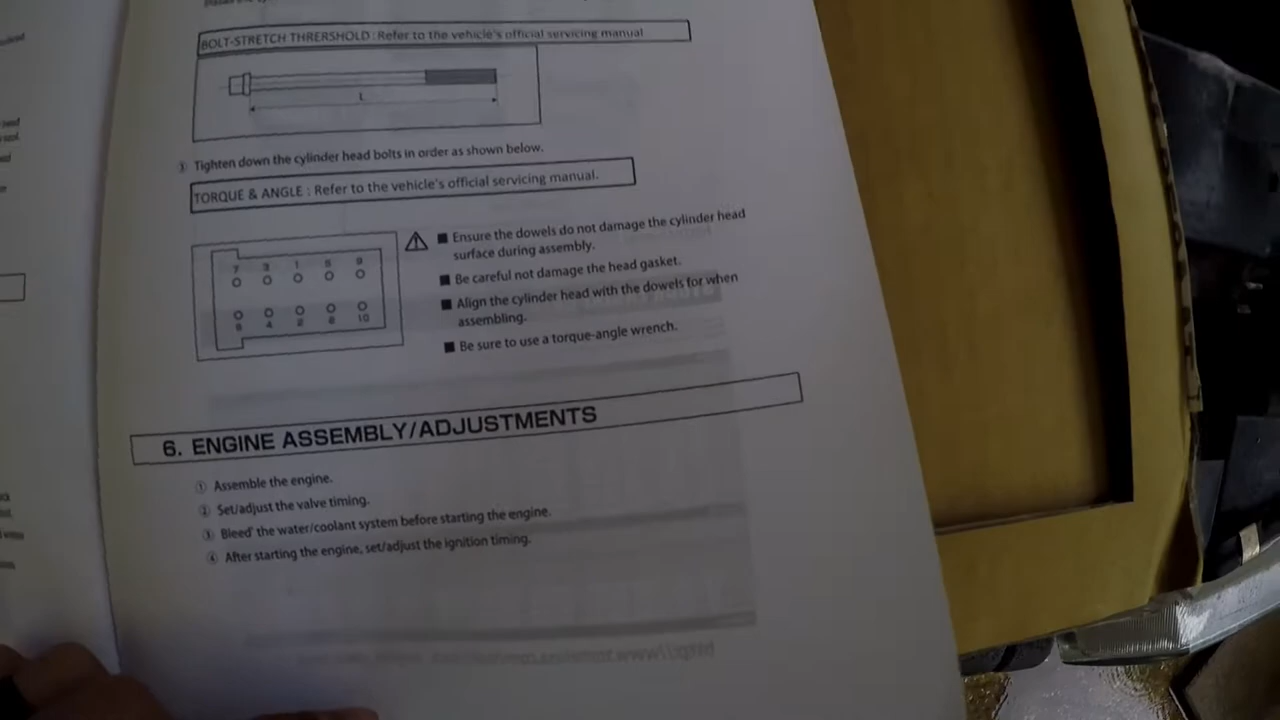 BOLT-STRETCH THRERSHOLD : Refer to the vehicle's official servicing manual
L
③ Tighten down the cylinder head bolts in order as shown below.
TORQUE & ANGLE : Refer to the vehicle's official servicing manual.
7 3 1 5 9
8 4 2 6 10
■ Ensure the dowels do not damage the cylinder head
surface during assembly.
■ Be careful not damage the head gasket.
■ Align the cylinder head with the dowels for when
assembling.
■ Be sure to use a torque-angle wrench.
6. ENGINE ASSEMBLY/ADJUSTMENTS
① Assemble the engine.
② Set/adjust the valve timing.
③ Bleed the water/coolant system before starting the engine.
④ After starting the engine, set/adjust the ignition timing.